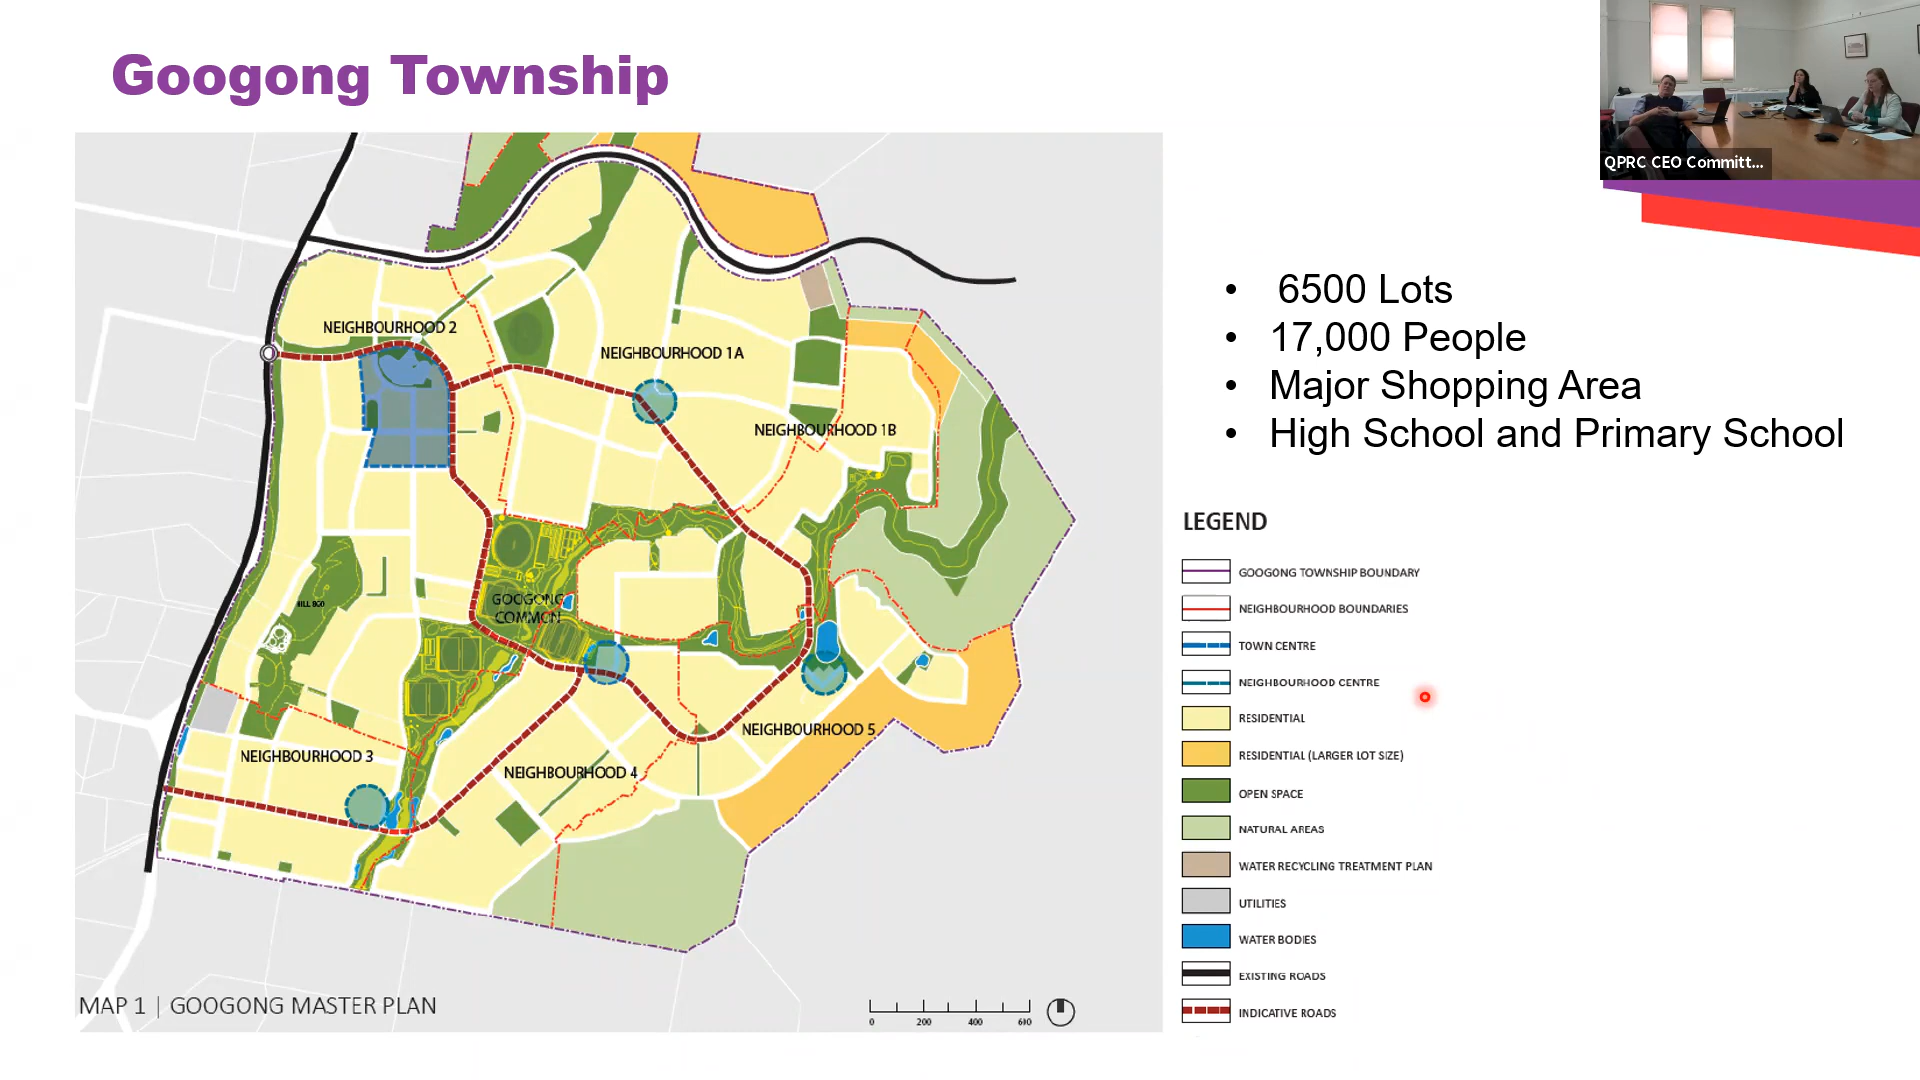 Googong Township
QPRC CEO Committ...
NEIGHBOURHOOD 2
NEIGHBOURHOOD 1A
NEIGHBOURHOOD 1B
GOOGONG
COMMON
HILL 800
NEIGHBOURHOOD 3
NEIGHBOURHOOD 4
NEIGHBOURHOOD 5
MAP 1 | GOOGONG MASTER PLAN
0 200 400 600
• 6500 Lots
• 17,000 People
• Major Shopping Area
• High School and Primary School
LEGEND
GOOGONG TOWNSHIP BOUNDARY
NEIGHBOURHOOD BOUNDARIES
TOWN CENTRE
NEIGHBOURHOOD CENTRE
RESIDENTIAL
RESIDENTIAL (LARGER LOT SIZE)
OPEN SPACE
NATURAL AREAS
WATER RECYCLING TREATMENT PLAN
UTILITIES
WATER BODIES
EXISTING ROADS
INDICATIVE ROADS